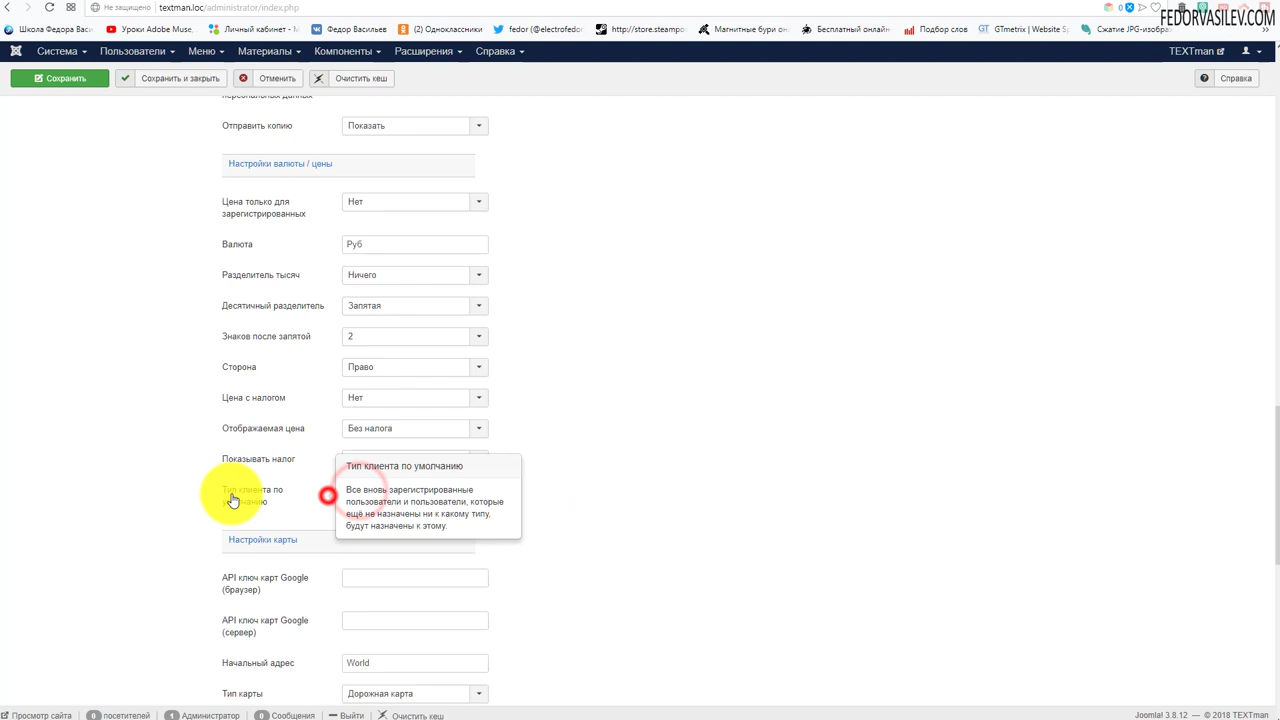 Не защищено textman.loc/administrator/index.php
FEDORVASILEV.COM
Школа Федора Васи
Уроки Adobe Muse,
Личный кабинет -
Федор Васильев
(2) Одноклассники
fedor (@electrofedor
http://store.steampo
Магнитные бури он
Бесплатный онлайн
Подбор слов
GTmetrix | Website S
Сжатие JPG-изобра
Система Пользователи Меню Материалы Компоненты Расширения Справка TEXTman
Сохранить Сохранить и закрыть Отменить Очистить кеш Справка
персональных данных
Отправить копию Показать
Настройки валюты / цены
Цена только для
зарегистрированных
Нет
Валюта Руб
Разделитель тысяч Ничего
Десятичный разделитель Запятая
Знаков после запятой 2
Сторона Право
Цена с налогом Нет
Отображаемая цена Без налога
Показывать налог
Тип клиента по умолчанию
Тип клиента по
умолчанию
Все вновь зарегистрированные
пользователи и пользователи, которые
ещё не назначены ни к какому типу,
будут назначены к этому.
Настройки карты
API ключ карт Google
(браузер)
API ключ карт Google
(сервер)
Начальный адрес World
Тип карты Дорожная карта
Просмотр сайта 0 посетителей 1 Администратор 0 Сообщения Выйти Очистить кеш Joomla! 3.8.12 — © 2018 TEXTman